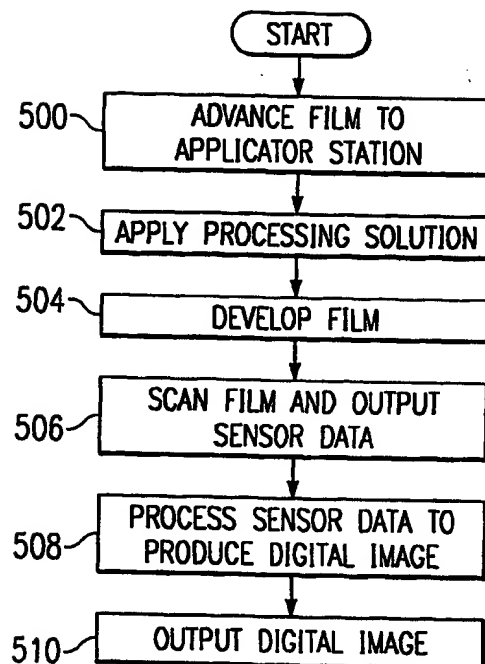 START
500
ADVANCE FILM TO
APPLICATOR STATION
502
APPLY PROCESSING SOLUTION
504
DEVELOP FILM
506
SCAN FILM AND OUTPUT
SENSOR DATA
508
PROCESS SENSOR DATA TO
PRODUCE DIGITAL IMAGE
510
OUTPUT DIGITAL IMAGE